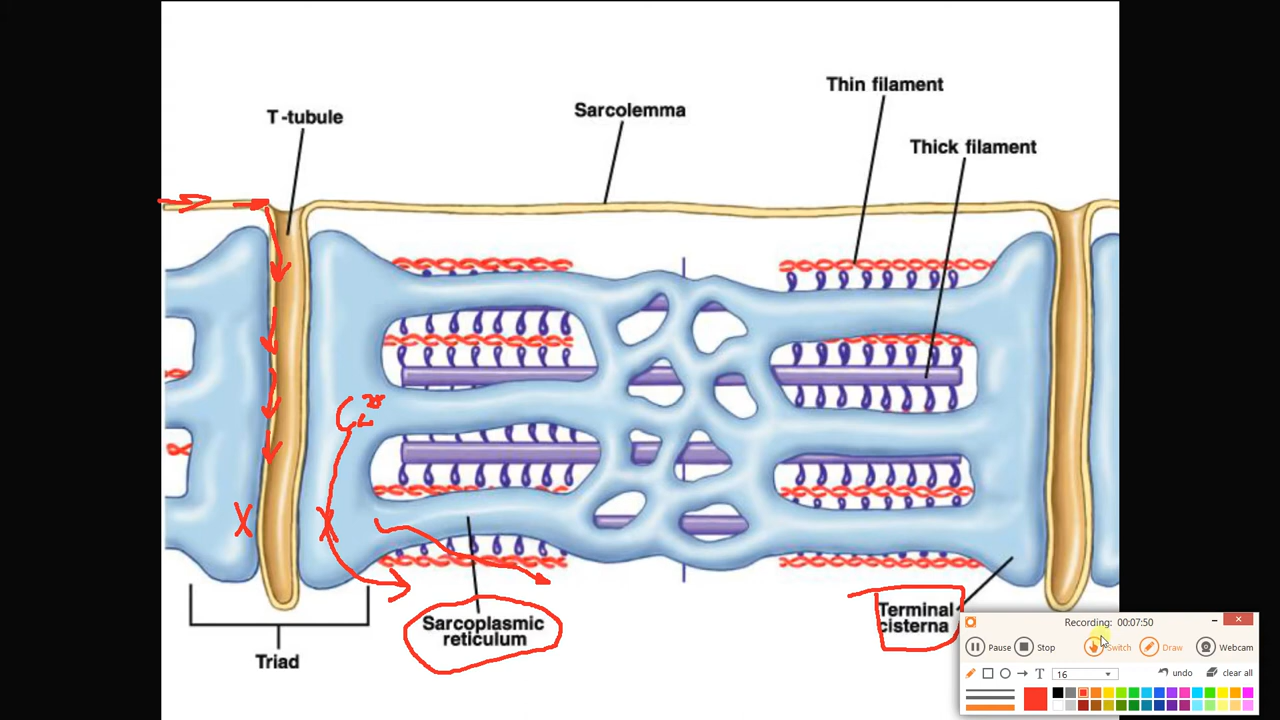 Thin filament
T-tubule
Sarcolemma
Thick filament
Sarcoplasmic
reticulum
Terminal
cisterna
Triad
Recording: 00:07:50
Pause
Stop
Switch
Draw
Webcam
T
16
undo
clear all